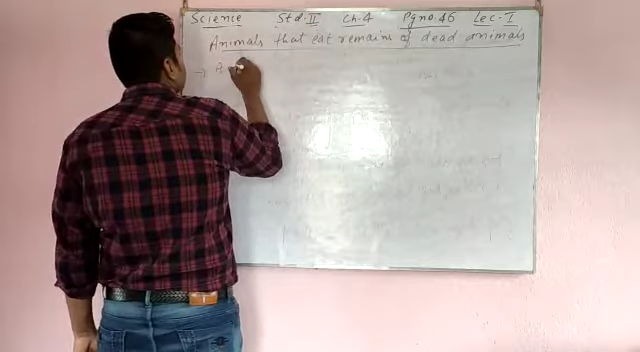 Science Std-II Ch-4 Pg no. 46 Lec-I
Animals that eat remains of dead animals
→ A